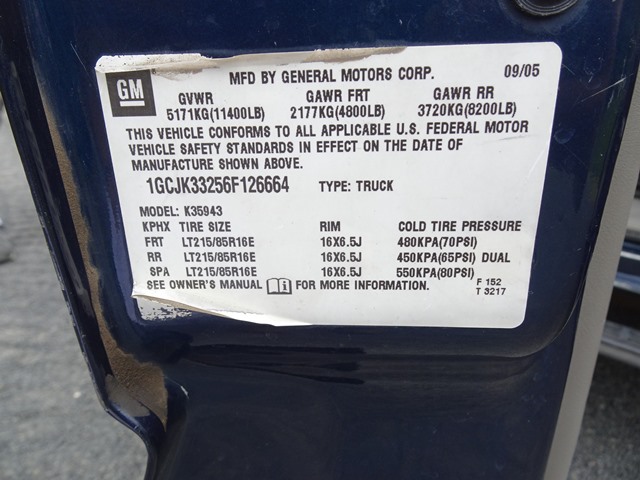 GM MFD BY GENERAL MOTORS CORP. 09/05
GVWR GAWR FRT GAWR RR
5171KG(11400LB) 2177KG(4800LB) 3720KG(8200LB)
THIS VEHICLE CONFORMS TO ALL APPLICABLE U.S. FEDERAL MOTOR
VEHICLE SAFETY STANDARDS IN EFFECT ON THE DATE OF
MANUFACTURE SHOWN ABOVE.
1GCJK33256F126664 TYPE: TRUCK
MODEL: K35943
KPHX TIRE SIZE RIM COLD TIRE PRESSURE
FRT LT215/85R16E 16X6.5J 480KPA(70PSI)
RR LT215/85R16E 16X6.5J 450KPA(65PSI) DUAL
SPA LT215/85R16E 16X6.5J 550KPA(80PSI)
SEE OWNER'S MANUAL FOR MORE INFORMATION. F 152
T 3217